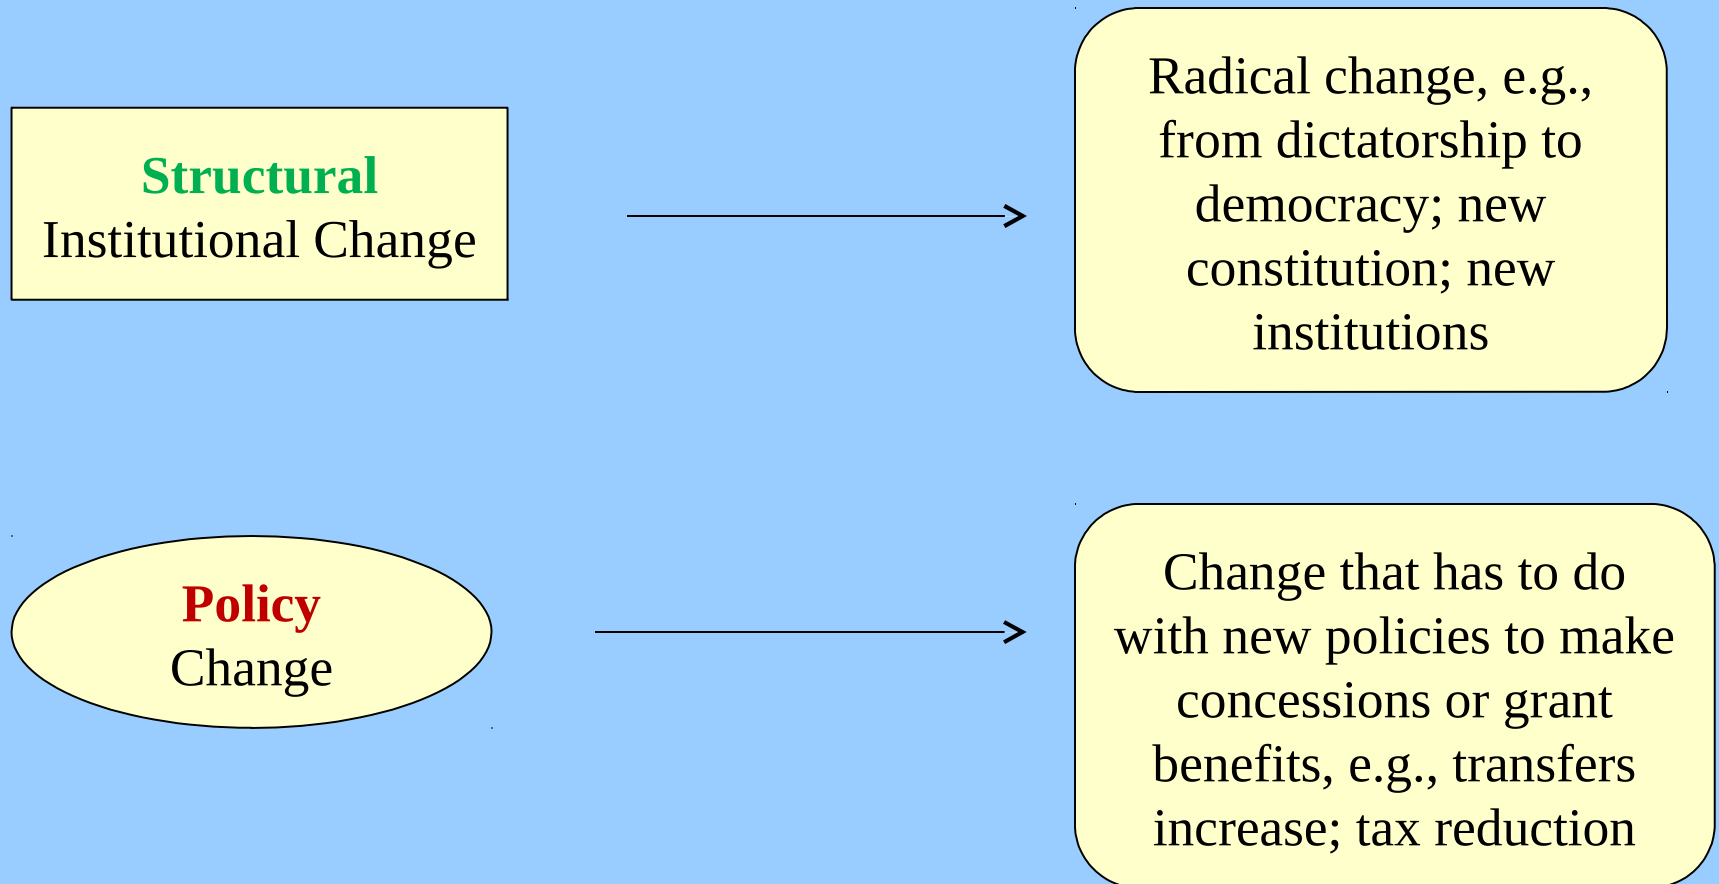 Structural
Institutional Change
Radical change, e.g.,
from dictatorship to
democracy; new
constitution; new
institutions
Policy
Change
Change that has to do
with new policies to make
concessions or grant
benefits, e.g., transfers
increase; tax reduction